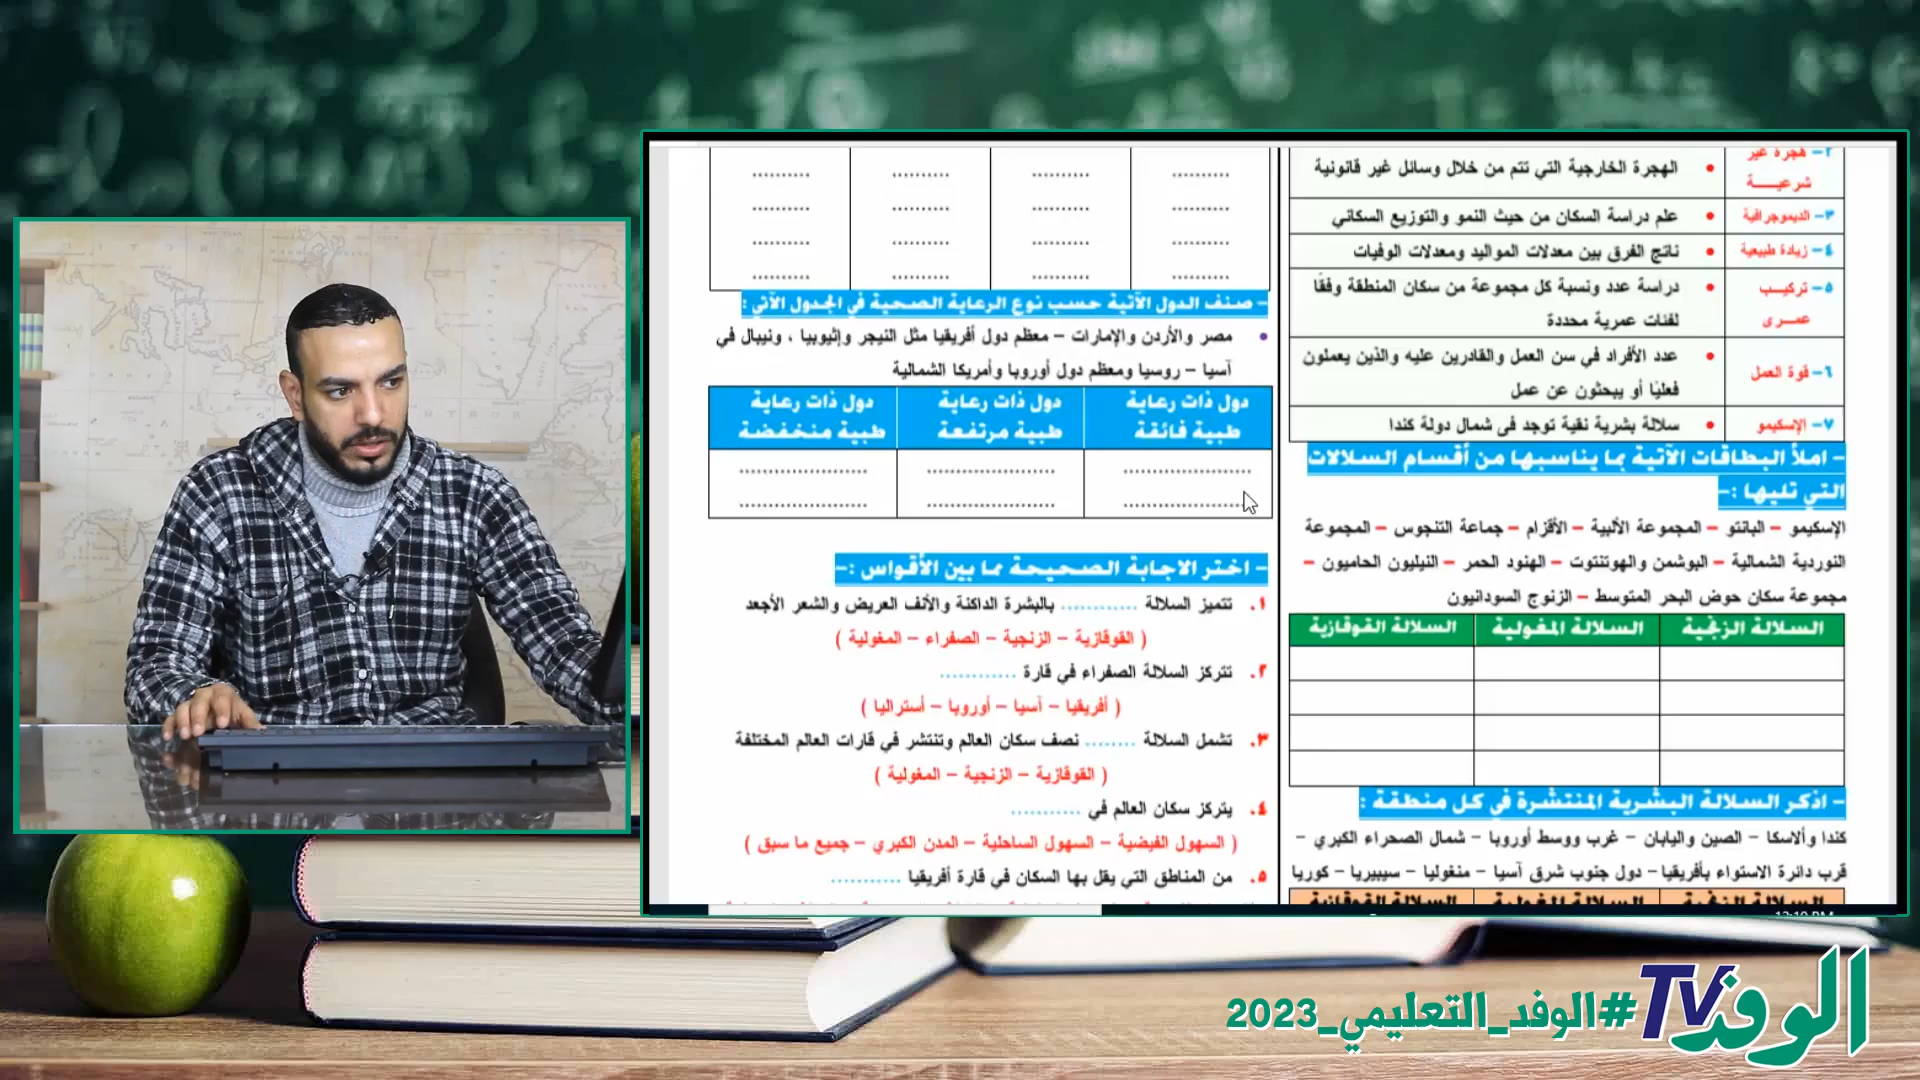 ٢- هجرة غير شرعيـــــة
• الهجرة الخارجية التي تتم من خلال وسائل غير قانونية
٣- الديموجرافية
• علم دراسة السكان من حيث النمو والتوزيع السكاني
٤- زيادة طبيعية
• ناتج الفرق بين معدلات المواليد ومعدلات الوفيات
٥- تركيـــب عمـــرى
• دراسة عدد ونسبة كل مجموعة من سكان المنطقة وفقًا
لفئات عمرية محددة
٦- قوة العمل
• عدد الأفراد في سن العمل والقادرين عليه والذين يعملون
فعليًا أو يبحثون عن عمل
٧- الإسكيمو
• سلالة بشرية نقية توجد فى شمال دولة كندا
- املأ البطاقات الآتية بما يناسبها من أقسام السلالات
التي تليها :-
الإسكيمو – البانتو – المجموعة الألبية – الأقزام – جماعة التنجوس – المجموعة
النوردية الشمالية – البوشمن والهوتنتوت – الهنود الحمر – النيليون الحاميون –
مجموعة سكان حوض البحر المتوسط – الزنوج السودانيون
السلالة الزنجية السلالة المغولية السلالة القوقازية
- اذكر السلالة البشرية المنتشرة في كل منطقة :
كندا وألاسكا – الصين واليابان – غرب ووسط أوروبا – شمال الصحراء الكبري –
قرب دائرة الاستواء بأفريقيا– دول جنوب شرق آسيا – منغوليا – سيبيريا – كوريا
السلالة الزنجية السلالة المغولية السلالة القوقازية
.......... .......... .......... ..........
.......... .......... .......... ..........
.......... .......... .......... ..........
.......... .......... .......... ..........
- صنف الدول الآتية حسب نوع الرعاية الصحية في الجدول الآتي :
• مصر والأردن والإمارات – معظم دول أفريقيا مثل النيجر وإثيوبيا ، ونيبال في
آسيا – روسيا ومعظم دول أوروبا وأمريكا الشمالية
دول ذات رعاية دول ذات رعاية دول ذات رعاية
طبية فائقة طبية مرتفعة طبية منخفضة
...................... ...................... ......................
...................... ...................... ......................
- اختر الاجابة الصحيحة مما بين الأقواس :-
١. تتميز السلالة ............ بالبشرة الداكنة والأنف العريض والشعر الأجعد
( القوقازية – الزنجية – الصفراء – المغولية )
٢. تتركز السلالة الصفراء في قارة ............
( أفريقيا – آسيا – أوروبا – أستراليا )
٣. تشمل السلالة ........ نصف سكان العالم وتنتشر في قارات العالم المختلفة
( القوقازية – الزنجية – المغولية )
٤. يتركز سكان العالم في ...........
( السهول الفيضية – السهول الساحلية – المدن الكبري – جميع ما سبق )
٥. من المناطق التي يقل بها السكان في قارة أفريقيا ...........
#الوفد_التعليمي_2023
الوفد TV